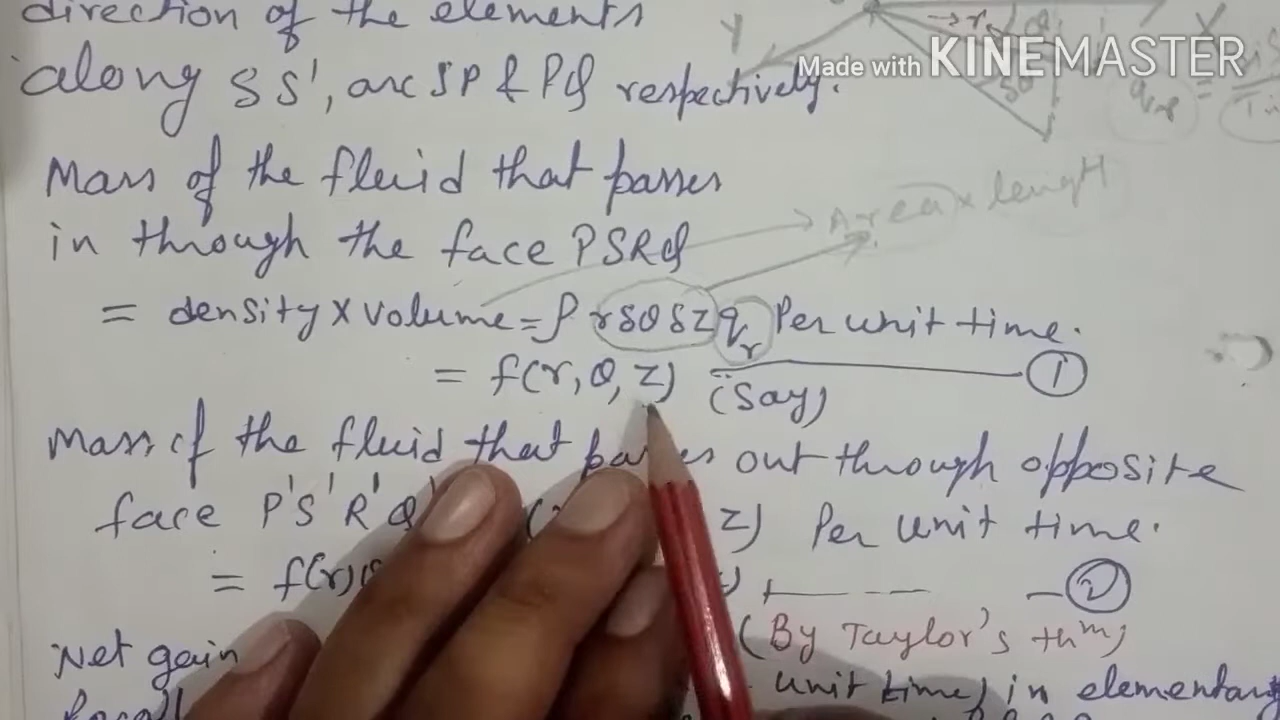 direction of the elements
along SS', arc SP & PQ respectively.
Made with KINEMASTER
Y
X
Mass of the fluid that passes
in through the face PSRQ
Area x length
= density x volume = ρ rδθ δz q_r Per unit time.
= f(r, θ, z) (Say) ①
Mass of the fluid that passes out through opposite
face P'S'R'Q' z) Per unit time.
= f(r, ②
(By Taylor's thm)
Net gain
unit time) in elementary